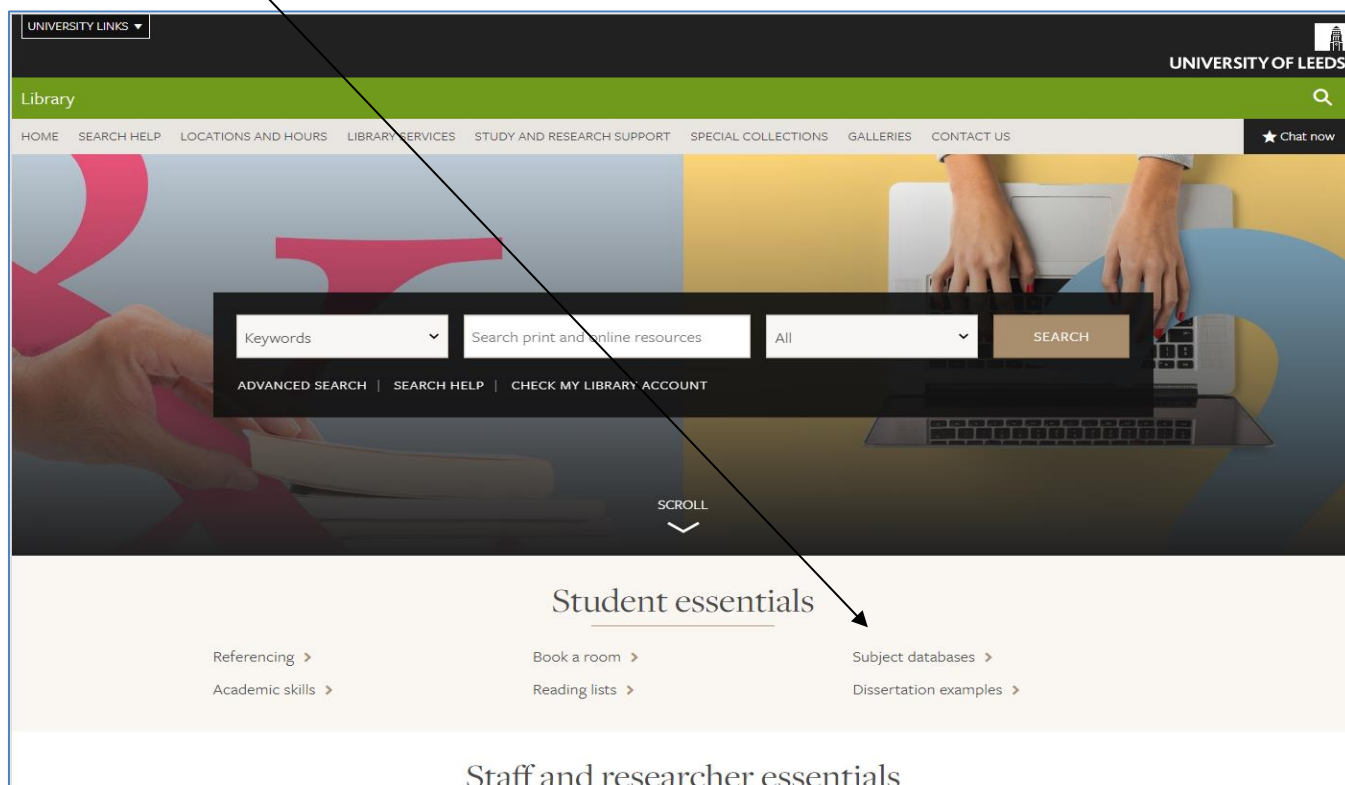 UNIVERSITY LINKS
UNIVERSITY OF LEEDS
Library
HOME SEARCH HELP LOCATIONS AND HOURS LIBRARY SERVICES STUDY AND RESEARCH SUPPORT SPECIAL COLLECTIONS GALLERIES CONTACT US Chat now
Keywords Search print and online resources All SEARCH
ADVANCED SEARCH | SEARCH HELP | CHECK MY LIBRARY ACCOUNT
SCROLL
Student essentials
Referencing > Book a room > Subject databases >
Academic skills > Reading lists > Dissertation examples >
Staff and researcher essentials